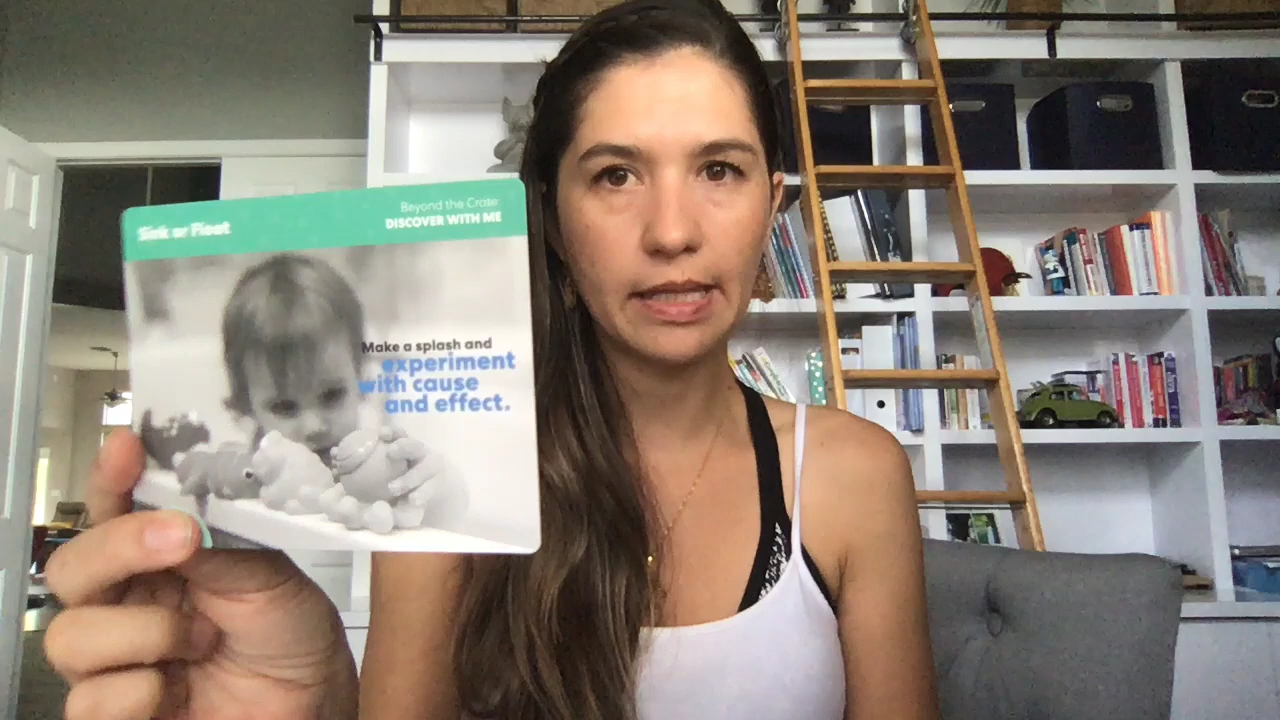 Sink or Float
Beyond the Crate
DISCOVER WITH ME
Make a splash and
experiment
with cause
and effect.